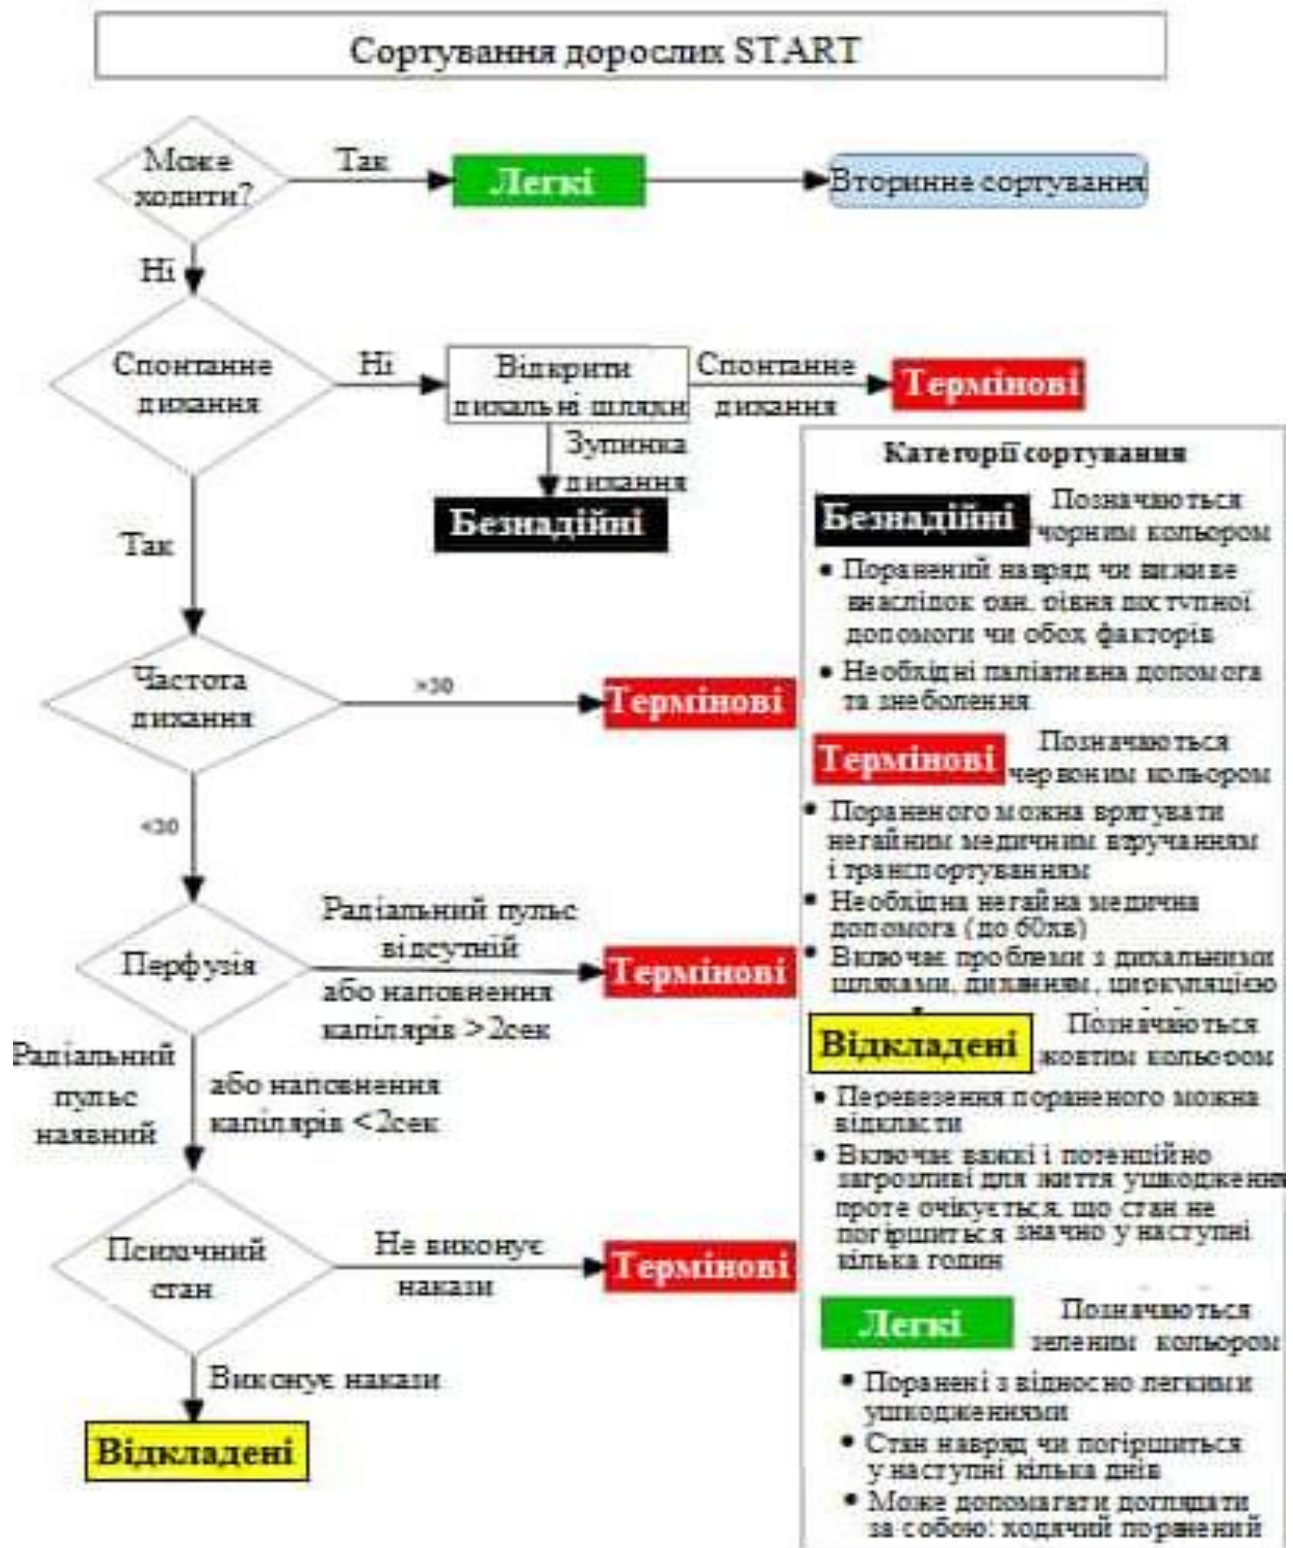 Сортування дорослих START
Може
ходити?
Так
Легкі
Вторинне сортування
Ні
Спонтанне
дихання
Ні
Відкрити
дихальні шляхи
Спонтанне
дихання
Термінові
Зупинка
дихання
Безнадійні
Так
Частота
дихання
>30
Термінові
<30
Перфузія
Радіальний пульс
відсутній
або наповнення
капілярів >2сек
Термінові
Радіальний
пульс
наявний
або наповнення
капілярів <2сек
Психічний
стан
Не виконує
накази
Термінові
Виконує накази
Відкладені
Категорії сортування
Безнадійні
Позначаються
чорним кольором
• Поранений навряд чи виживе
внаслідок ран, рівня доступної
допомоги чи обох факторів
• Необхідні паліативна допомога
та знеболення
Термінові
Позначаються
червоним кольором
• Пораненого можна врятувати
негайним медичним втручанням
і транспортуванням
• Необхідна негайна медична
допомога (до 60хв)
• Включає проблеми з дихальними
шляхами, диханням, циркуляцією
Відкладені
Позначаються
жовтим кольором
• Перевезення пораненого можна
відкласти
• Включає важкі і потенційно
загрозливі для життя ушкодження
проте очікується, що стан не
погіршиться значно у наступні
кілька годин
Легкі
Позначаються
зеленим кольором
• Поранені з відносно легкими
ушкодженнями
• Стан навряд чи погіршиться
у наступні кілька днів
• Може допомагати доглядати
за собою: ходячий поранений